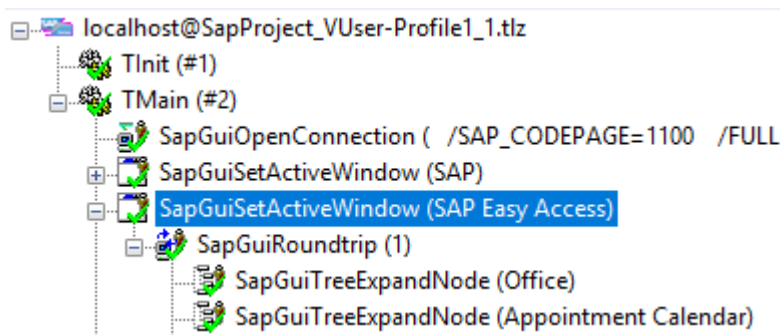 localhost@SapProject_VUser-Profile1_1.tlz
TInit (#1)
TMain (#2)
SapGuiOpenConnection ( /SAP_CODEPAGE=1100 /FULL
SapGuiSetActiveWindow (SAP)
SapGuiSetActiveWindow (SAP Easy Access)
SapGuiRoundtrip (1)
SapGuiTreeExpandNode (Office)
SapGuiTreeExpandNode (Appointment Calendar)